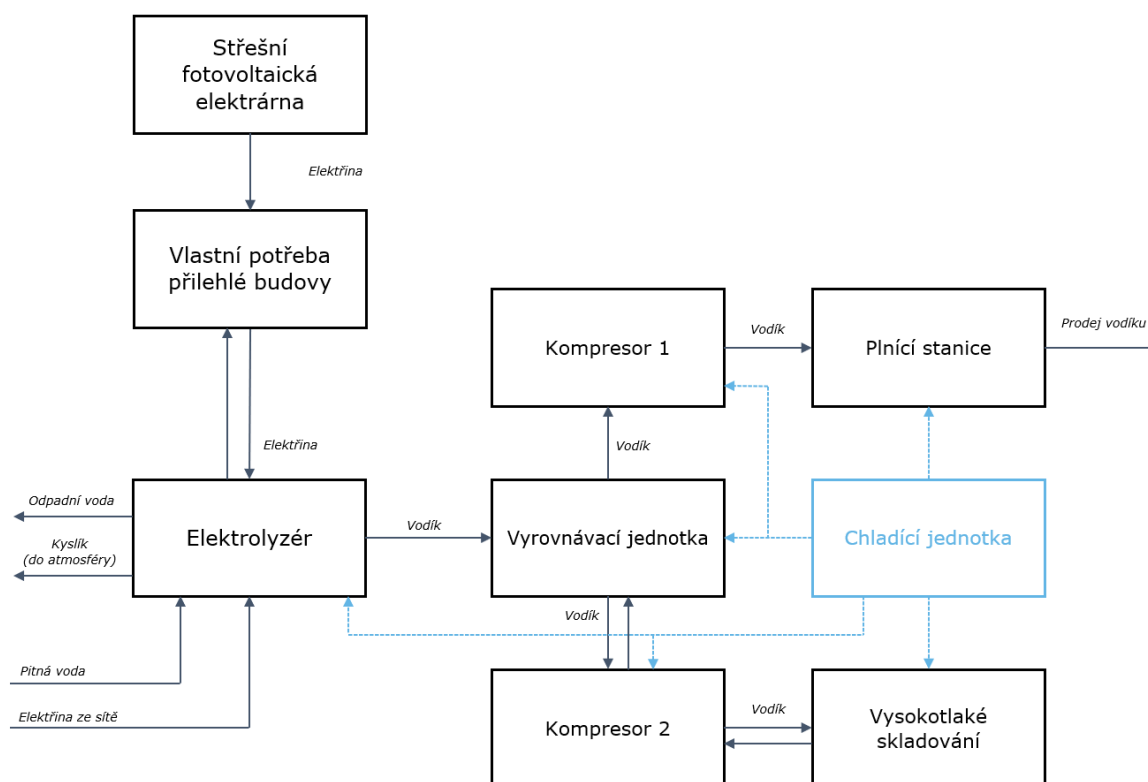 Střešní
fotovoltaická
elektrárna
Elektřina
Vlastní potřeba
přilehlé budovy
Elektřina
Kompresor 1
Vodík
Plnící stanice
Prodej vodíku
Vodík
Odpadní voda
Kyslík
(do atmosféry)
Elektrolyzér
Vodík
Vyrovnávací jednotka
Chladící jednotka
Vodík
Pitná voda
Elektřina ze sítě
Kompresor 2
Vodík
Vysokotlaké
skladování